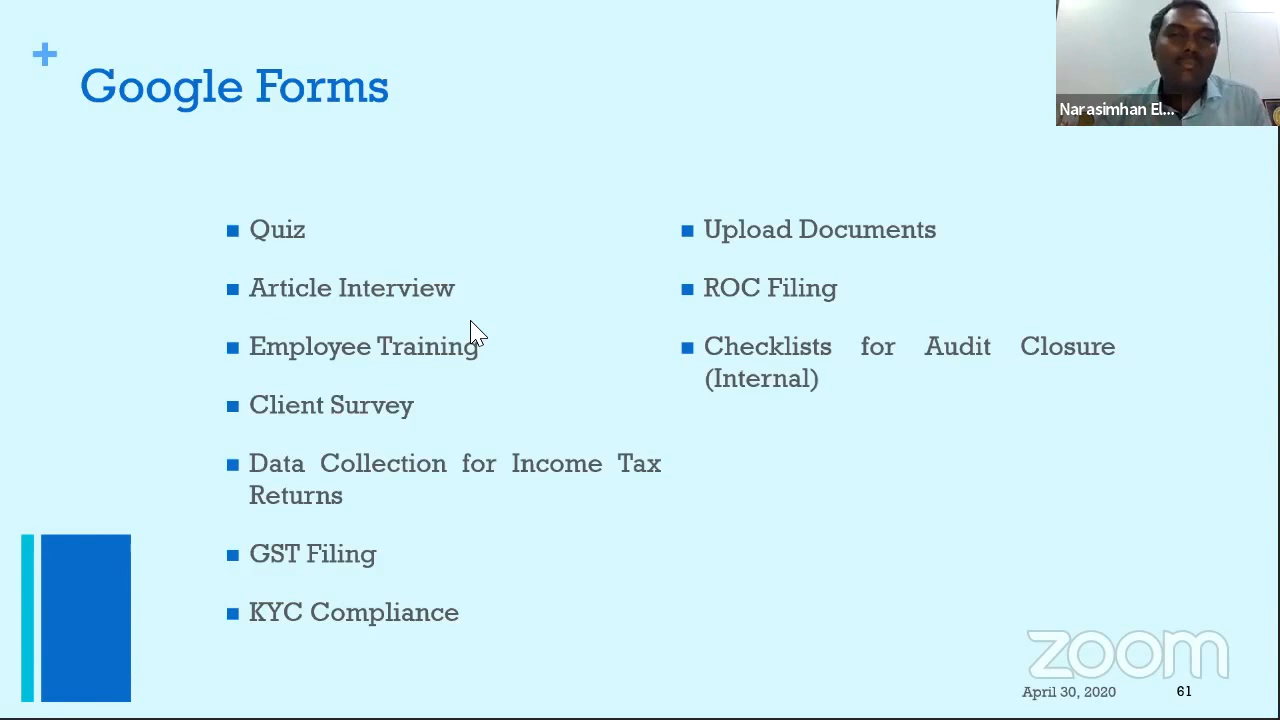 +
Google Forms
Narasimhan El...
Quiz
Article Interview
Employee Training
Client Survey
Data Collection for Income Tax
Returns
GST Filing
KYC Compliance
Upload Documents
ROC Filing
Checklists for Audit Closure
(Internal)
zoom
April 30, 2020
61